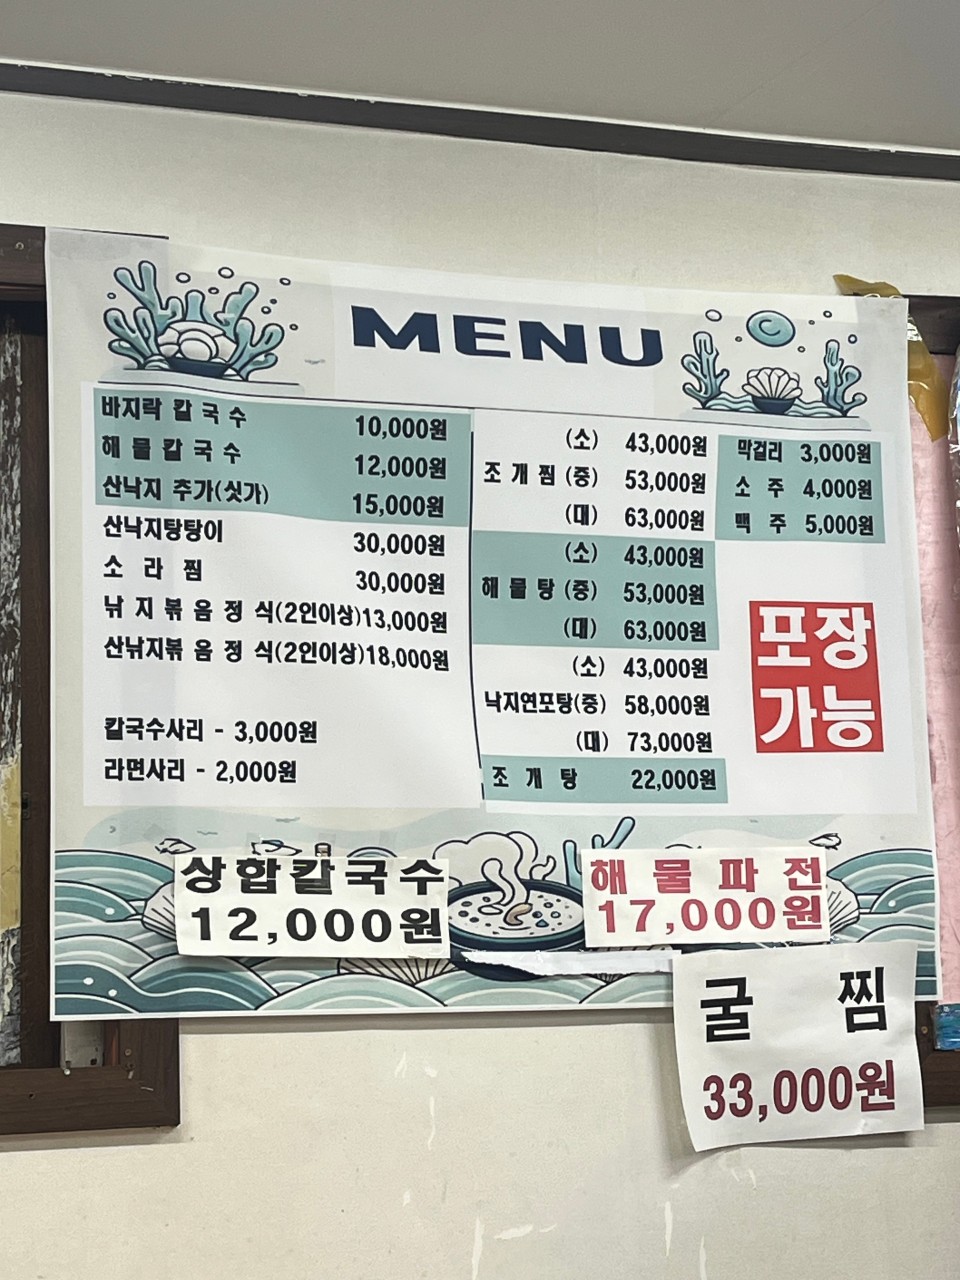 MENU
바지락 칼국수 10,000원
해물칼국수 12,000원
산낙지 추가(싯가) 15,000원
산낙지탕탕이 30,000원
소라찜 30,000원
낚지볶음정식(2인이상)13,000원
산낚지볶음정식(2인이상)18,000원
칼국수사리 - 3,000원
라면사리 - 2,000원
(소) 43,000원
조개찜 (중) 53,000원
(대) 63,000원
(소) 43,000원
해물탕 (중) 53,000원
(대) 63,000원
(소) 43,000원
낙지연포탕(중) 58,000원
(대) 73,000원
조개탕 22,000원
막걸리 3,000원
소주 4,000원
맥주 5,000원
포장
가능
상합칼국수
12,000원
해물파전
17,000원
굴찜
33,000원